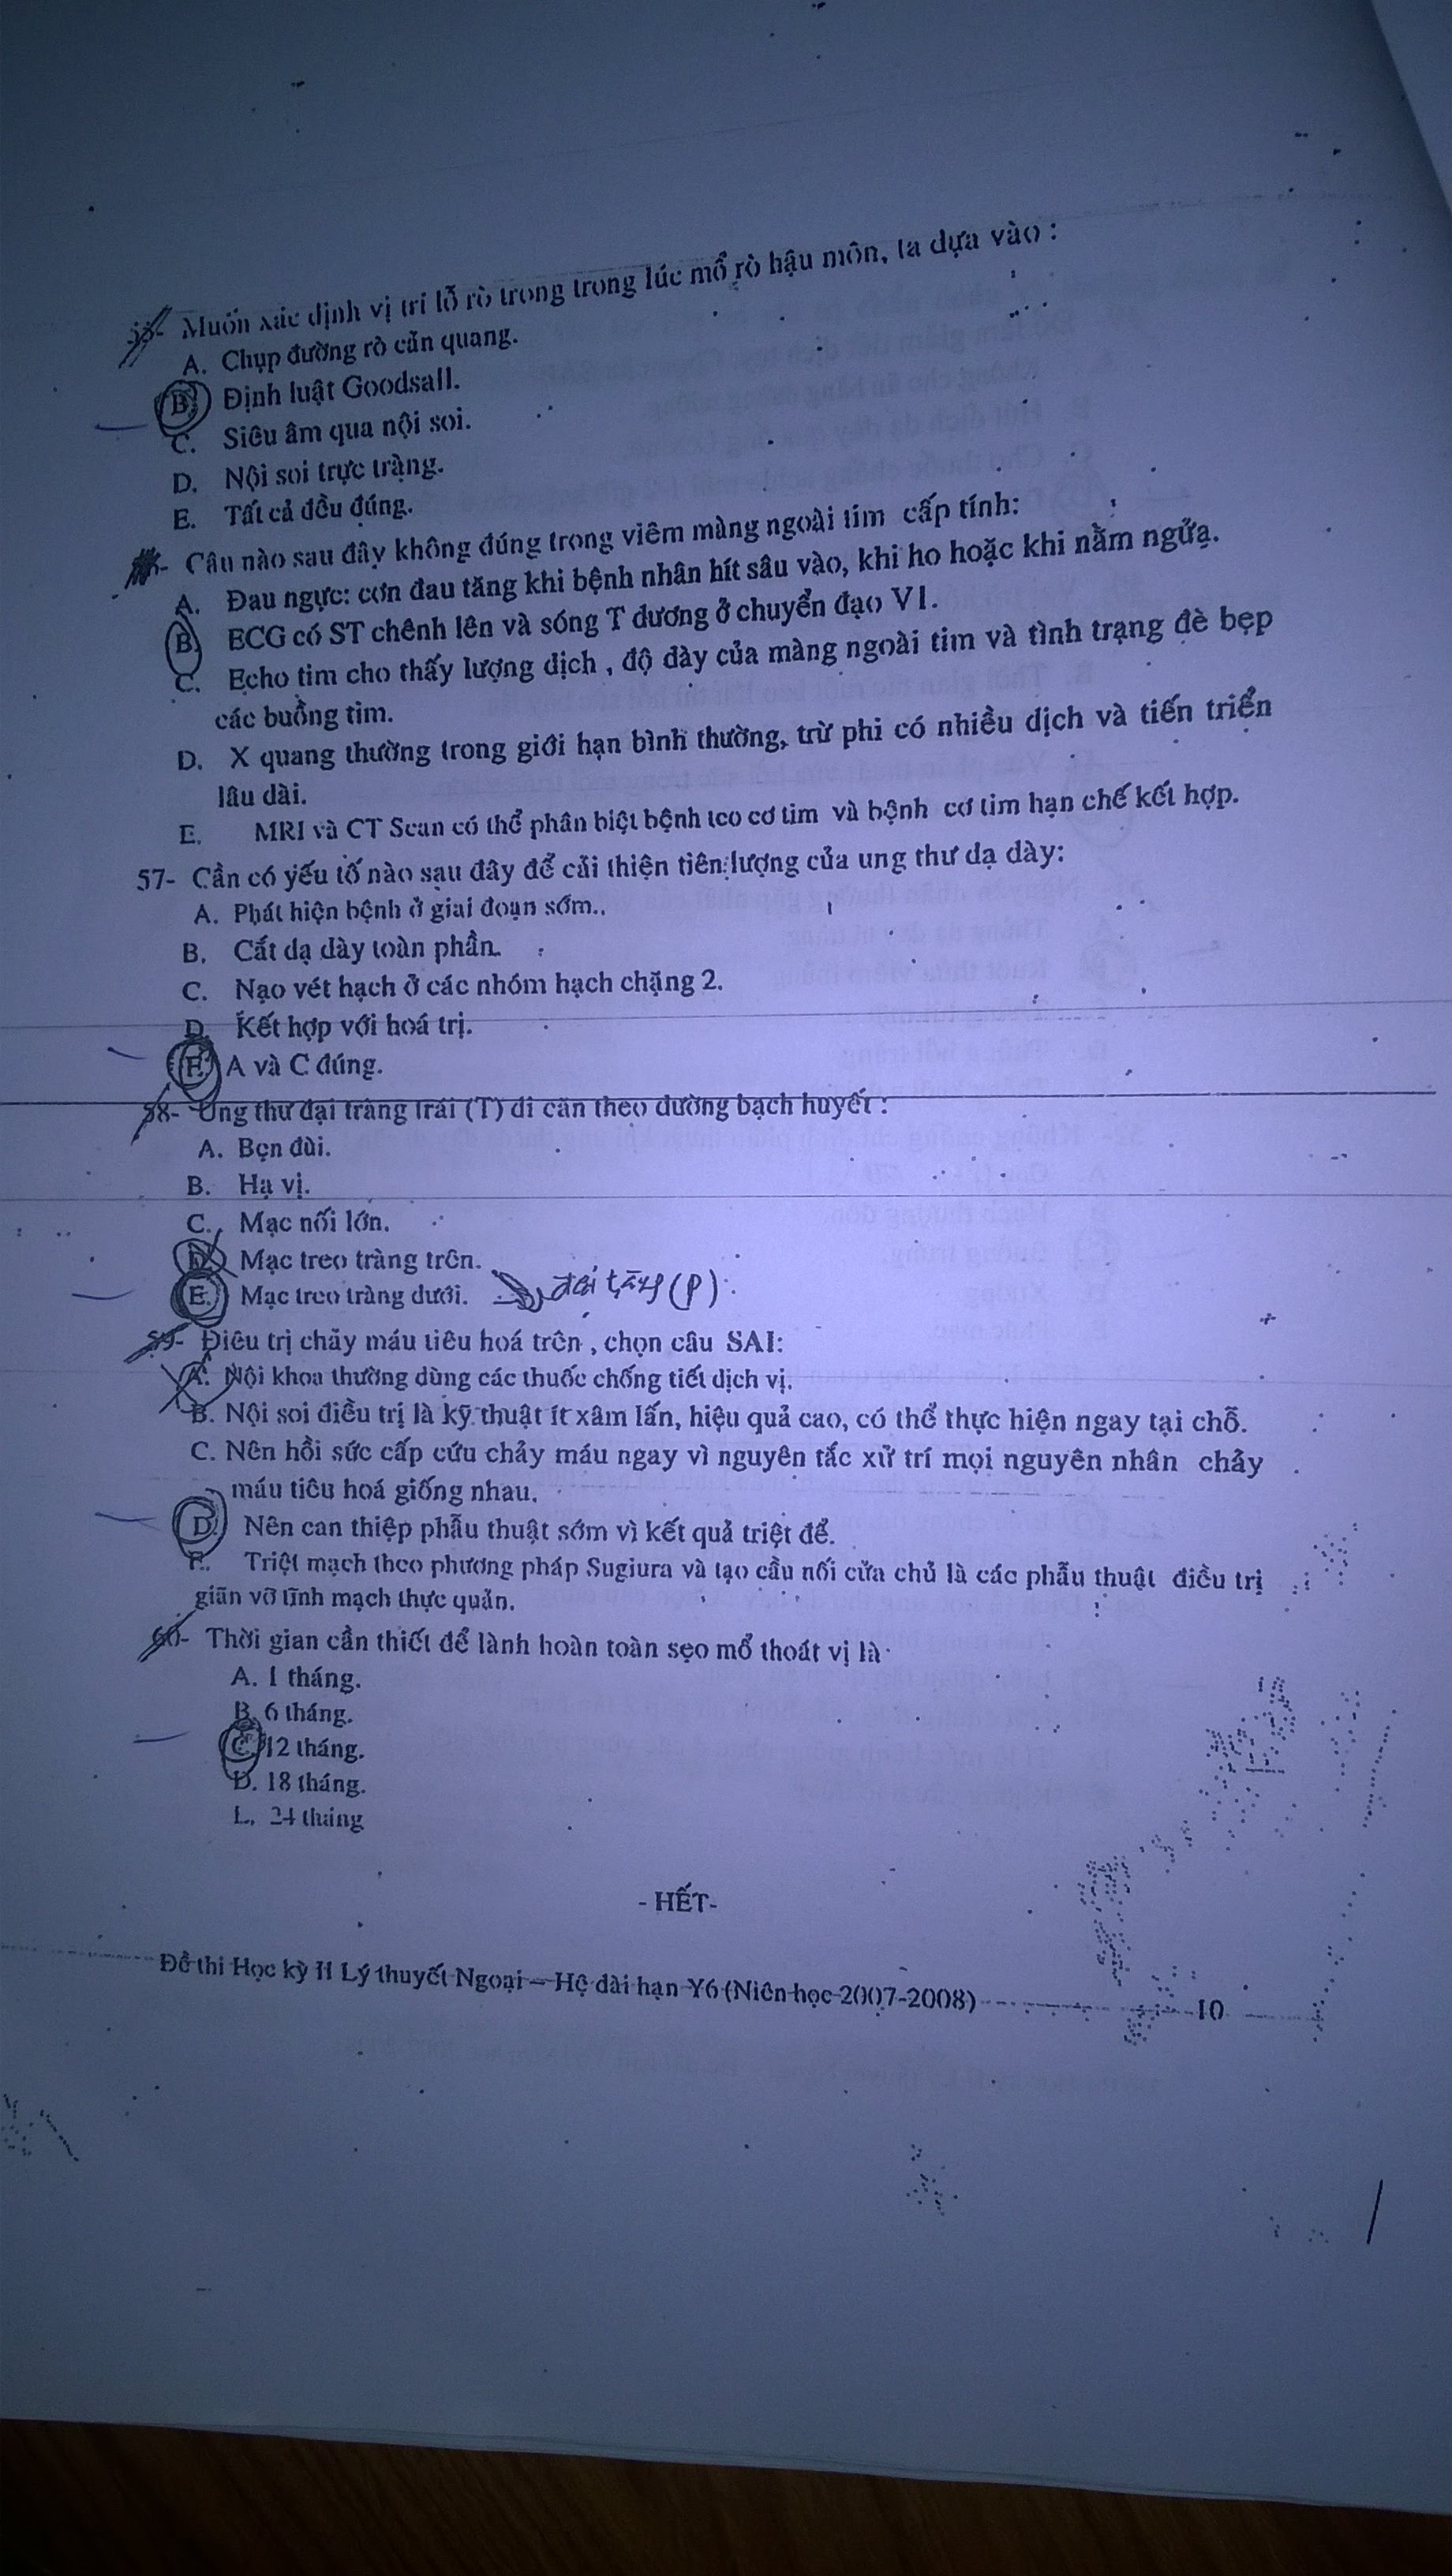 55- Muốn xác định vị trí lỗ rò trong trong lúc mổ rò hậu môn, ta dựa vào :
A. Chụp đường rò cản quang.
B. Định luật Goodsall.
C. Siêu âm qua nội soi.
D. Nội soi trực tràng.
E. Tất cả đều đúng.
Câu nào sau đây không đúng trong viêm màng ngoài tim cấp tính:
A. Đau ngực: cơn đau tăng khi bệnh nhân hít sâu vào, khi ho hoặc khi nằm ngửa.
B. ECG có ST chênh lên và sóng T dương ở chuyển đạo V1.
C. Echo tim cho thấy lượng dịch , độ dày của màng ngoài tim và tình trạng đè bẹp
các buồng tim.
D. X quang thường trong giới hạn bình thường, trừ phi có nhiều dịch và tiến triển
lâu dài.
E. MRI và CT Scan có thể phân biệt bệnh teo cơ tim và bệnh cơ tim hạn chế kết hợp.
57- Cần có yếu tố nào sau đây để cải thiện tiên lượng của ung thư dạ dày:
A. Phát hiện bệnh ở giai đoạn sớm..
B. Cắt dạ dày toàn phần.
C. Nạo vét hạch ở các nhóm hạch chặng 2.
D. Kết hợp với hoá trị.
E. A và C đúng.
58- Ung thư đại tràng trái (T) di căn theo đường bạch huyết :
A. Bẹn đùi.
B. Hạ vị.
C. Mạc nối lớn.
D. Mạc treo tràng trên.
E. Mạc treo tràng dưới.
đại tràng (P).
59- Điều trị chảy máu tiêu hoá trên , chọn câu SAI:
A. Nội khoa thường dùng các thuốc chống tiết dịch vị.
B. Nội soi điều trị là kỹ thuật ít xâm lấn, hiệu quả cao, có thể thực hiện ngay tại chỗ.
C. Nên hồi sức cấp cứu chảy máu ngay vì nguyên tắc xử trí mọi nguyên nhân chảy
máu tiêu hoá giống nhau.
D. Nên can thiệp phẫu thuật sớm vì kết quả triệt để.
E. Triệt mạch theo phương pháp Sugiura và tạo cầu nối cửa chủ là các phẫu thuật điều trị
giãn vỡ tĩnh mạch thực quản.
60- Thời gian cần thiết để lành hoàn toàn sẹo mổ thoát vị là
A. 1 tháng.
B. 6 tháng.
C. 12 tháng.
D. 18 tháng.
E. 24 tháng
- HẾT-
Đề thi Học kỳ II Lý thuyết Ngoại – Hệ dài hạn Y6 (Niên học 2007-2008) 10